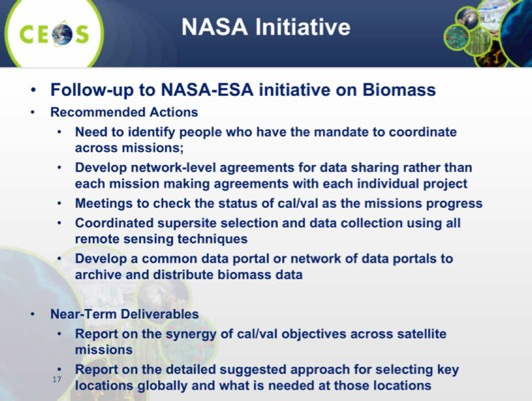 CEOS
NASA Initiative
• Follow-up to NASA-ESA initiative on Biomass
• Recommended Actions
• Need to identify people who have the mandate to coordinate
across missions;
• Develop network-level agreements for data sharing rather than
each mission making agreements with each individual project
• Meetings to check the status of cal/val as the missions progress
• Coordinated supersite selection and data collection using all
remote sensing techniques
• Develop a common data portal or network of data portals to
archive and distribute biomass data
• Near-Term Deliverables
• Report on the synergy of cal/val objectives across satellite
missions
• Report on the detailed suggested approach for selecting key
locations globally and what is needed at those locations
17